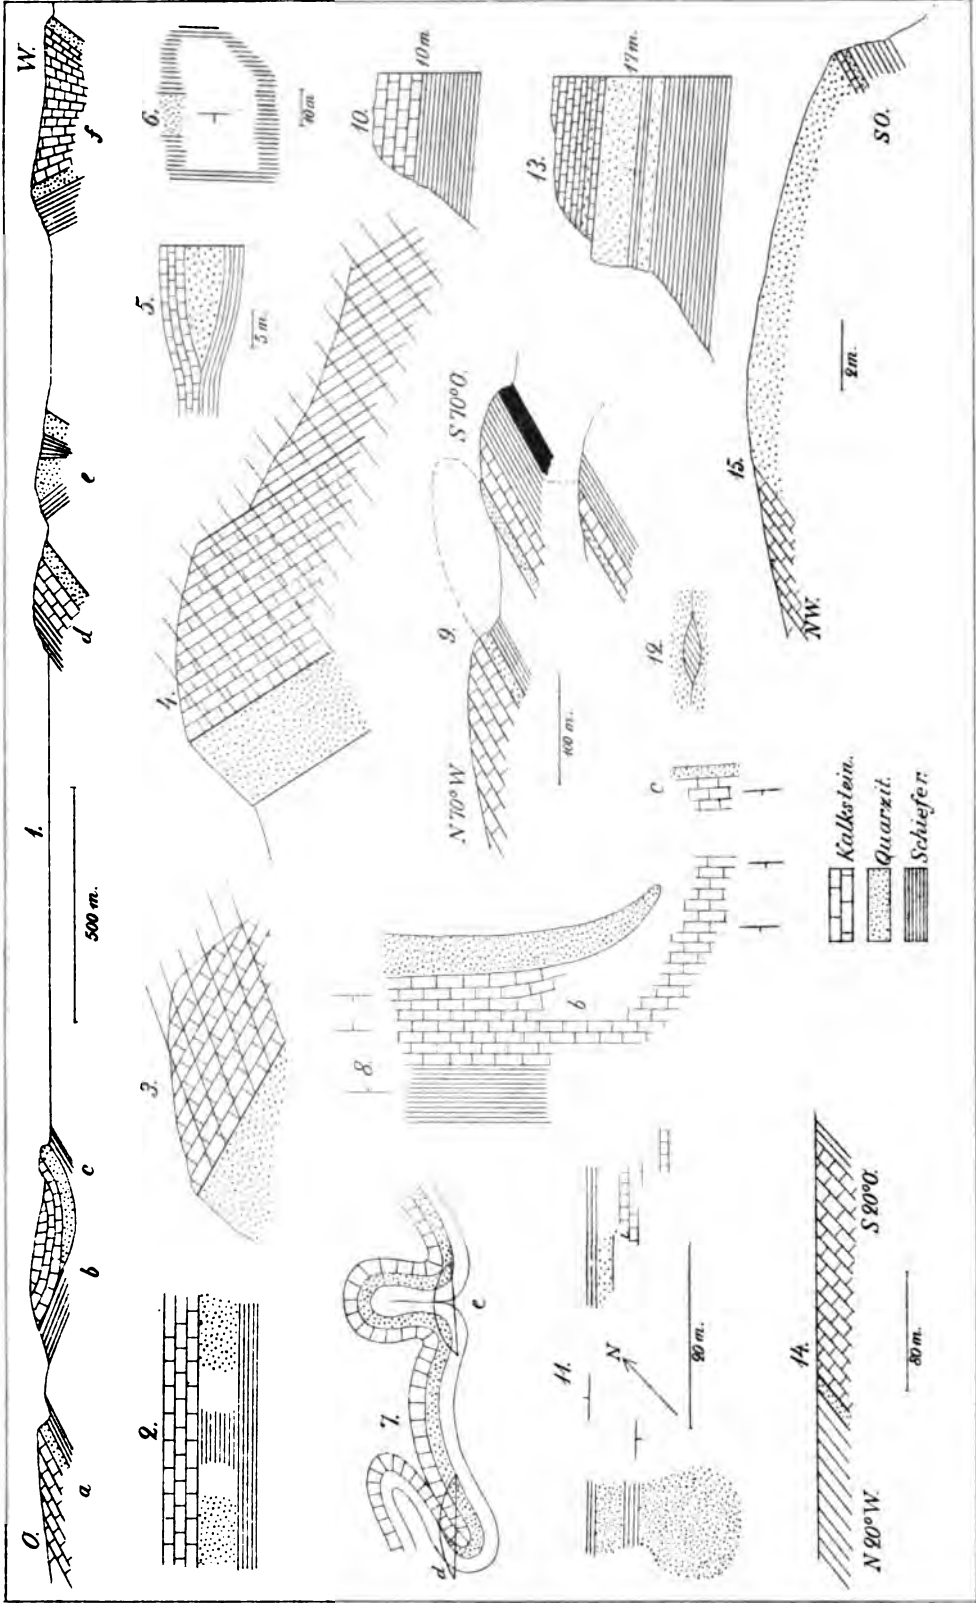 O.
a
b
c
1.
500 m.
d
e
f
W.
2.
3.
4.
5.
5 m.
6.
10 m
7.
d
e
8.
b
c
9.
N 70° W
S 70° O.
100 m.
10.
10 m.
11.
N
20 m.
12.
13.
17 m.
14.
N 20° W.
S 20° O.
80 m.
15.
NW.
SO.
2 m.
Kalkstein.
Quarzit.
Schiefer.